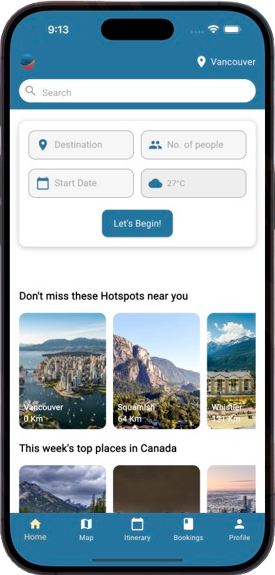 9:13
Vancouver
Search
Destination
No. of people
Start Date
27°C
Let's Begin!
Don't miss these Hotspots near you
Vancouver
0 Km
Squamish
64 Km
Whistler
121 Km
This week's top places in Canada
Home
Map
Itinerary
Bookings
Profile